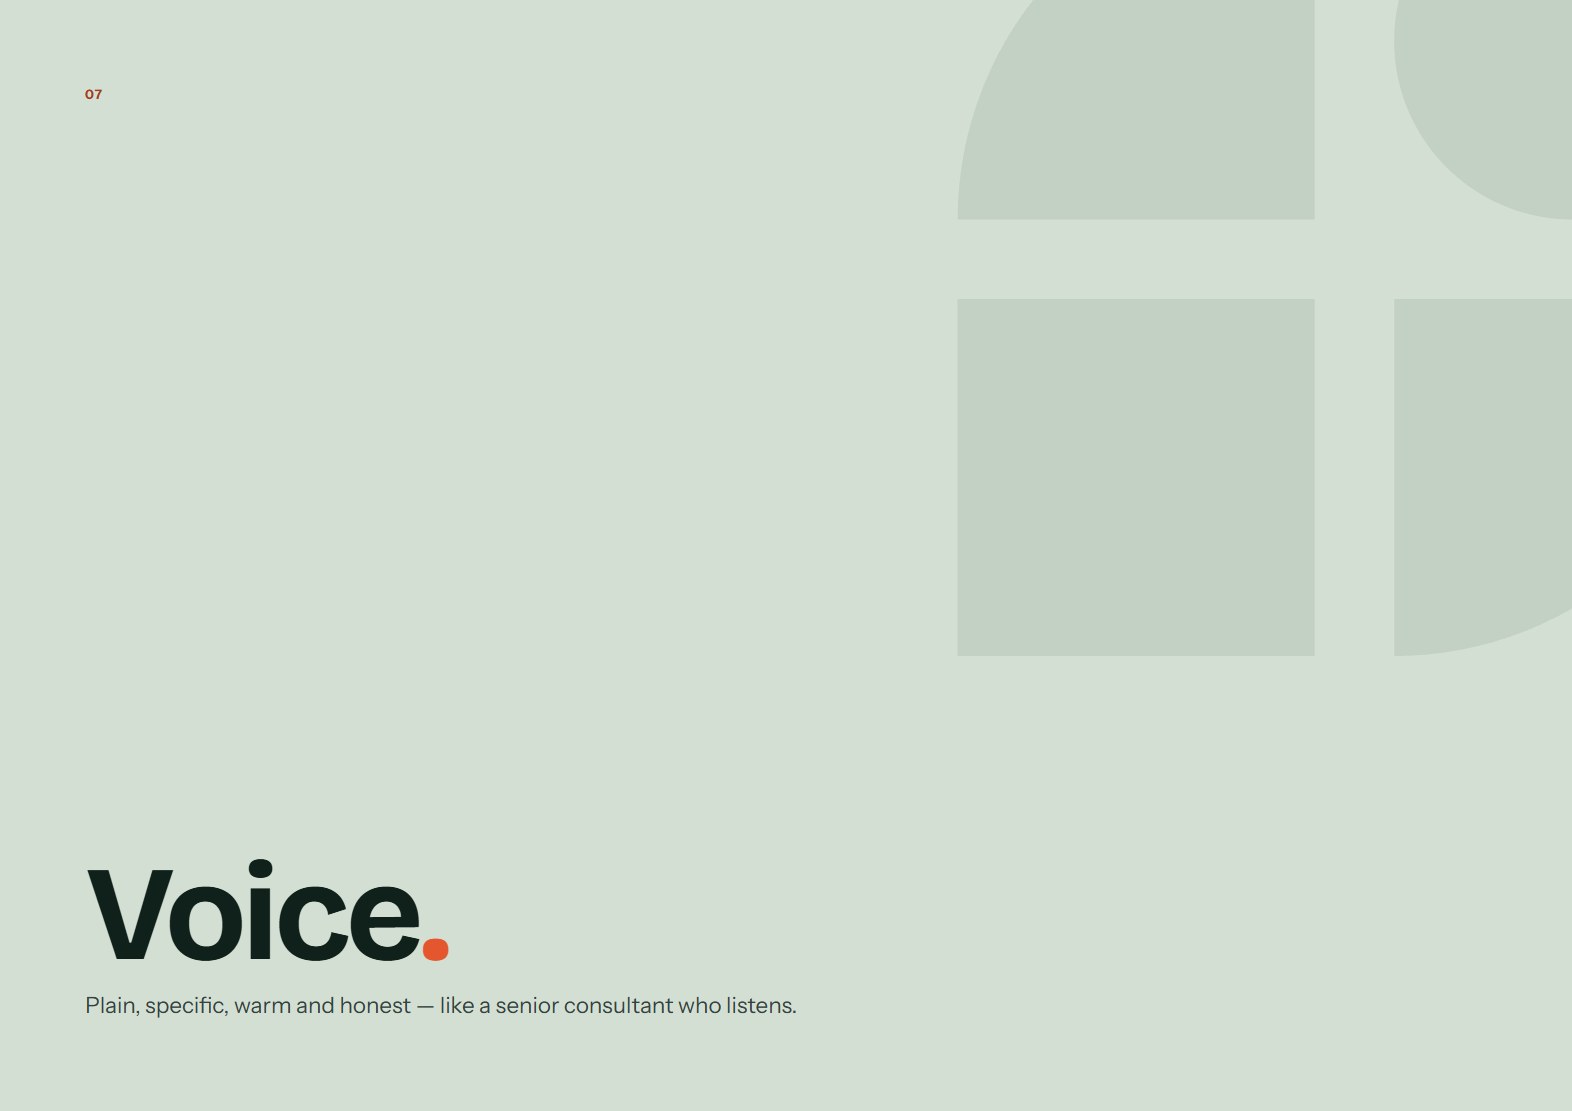 07
Voice.
Plain, specific, warm and honest — like a senior consultant who listens.